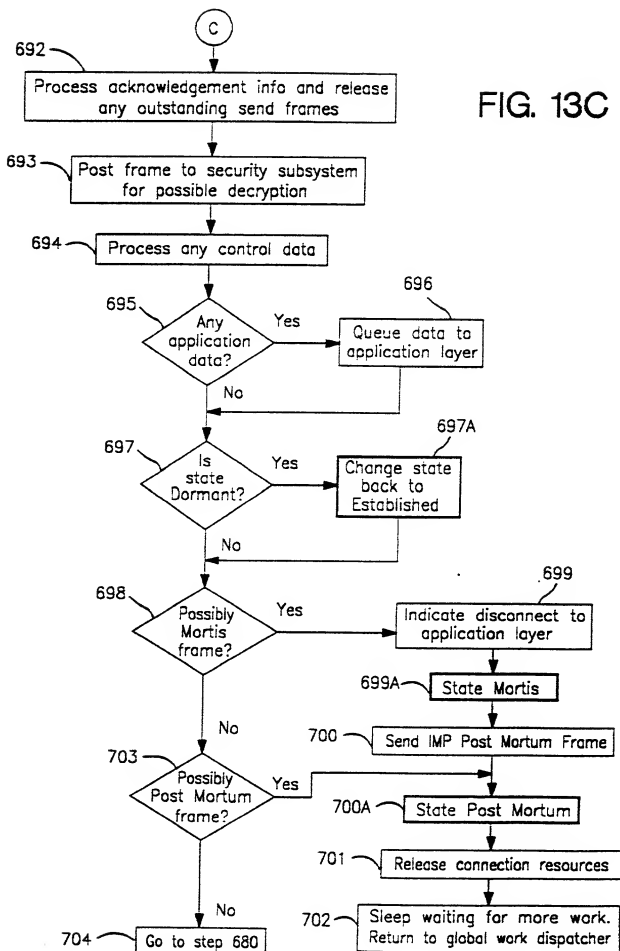 C
FIG. 13C
692
Process acknowledgement info and release
any outstanding send frames
693
Post frame to security subsystem
for possible decryption
694
Process any control data
695
Any
application
data?
Yes
696
Queue data to
application layer
No
697
Is
state
Dormant?
Yes
697A
Change state
back to
Established
No
698
Possibly
Mortis
frame?
Yes
699
Indicate disconnect to
application layer
699A
State Mortis
700
Send IMP Post Mortum Frame
No
703
Possibly
Post Mortum
frame?
Yes
700A
State Post Mortum
701
Release connection resources
No
704
Go to step 680
702
Sleep waiting for more work.
Return to global work dispatcher